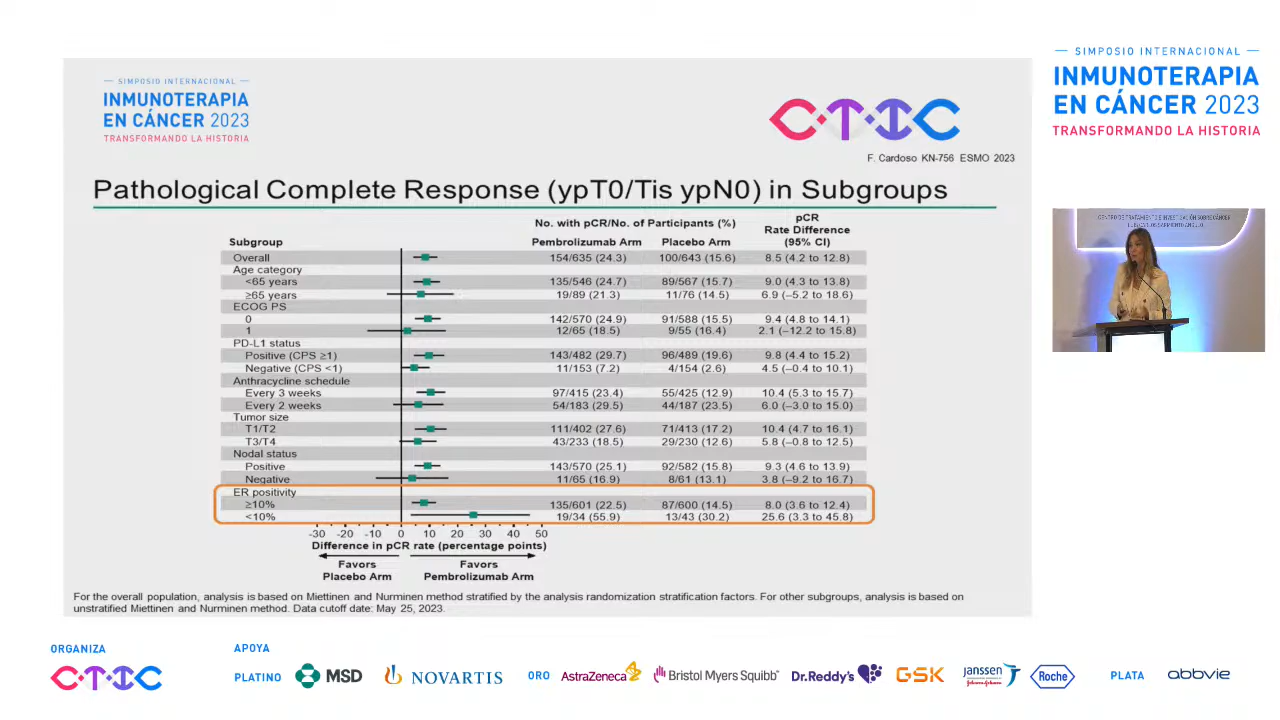 SIMPOSIO INTERNACIONAL
INMUNOTERAPIA
EN CÁNCER 2023
TRANSFORMANDO LA HISTORIA
CTIC
F. Cardoso KN-756 ESMO 2023
Pathological Complete Response (ypT0/Tis ypN0) in Subgroups
No. with pCR/No. of Participants (%)
pCR
Rate Difference
(95% CI)
Subgroup Pembrolizumab Arm Placebo Arm
Overall 154/635 (24.3) 100/643 (15.6) 8.5 (4.2 to 12.8)
Age category
<65 years 135/546 (24.7) 89/567 (15.7) 9.0 (4.3 to 13.8)
≥65 years 19/89 (21.3) 11/76 (14.5) 6.9 (−5.2 to 18.6)
ECOG PS
0 142/570 (24.9) 91/588 (15.5) 9.4 (4.8 to 14.1)
1 12/65 (18.5) 9/55 (16.4) 2.1 (−12.2 to 15.8)
PD-L1 status
Positive (CPS ≥1) 143/482 (29.7) 96/489 (19.6) 9.8 (4.4 to 15.2)
Negative (CPS <1) 11/153 (7.2) 4/154 (2.6) 4.5 (−0.4 to 10.1)
Anthracycline schedule
Every 3 weeks 97/415 (23.4) 55/425 (12.9) 10.4 (5.3 to 15.7)
Every 2 weeks 54/183 (29.5) 44/187 (23.5) 6.0 (−3.0 to 15.0)
Tumor size
T1/T2 111/402 (27.6) 71/413 (17.2) 10.4 (4.7 to 16.1)
T3/T4 43/233 (18.5) 29/230 (12.6) 5.8 (−0.8 to 12.5)
Nodal status
Positive 143/570 (25.1) 92/582 (15.8) 9.3 (4.6 to 13.9)
Negative 11/65 (16.9) 8/61 (13.1) 3.8 (−9.2 to 16.7)
ER positivity
≥10% 135/601 (22.5) 87/600 (14.5) 8.0 (3.6 to 12.4)
<10% 19/34 (55.9) 13/43 (30.2) 25.6 (3.3 to 45.8)
-30 -20 -10 0 10 20 30 40 50
Difference in pCR rate (percentage points)
Favors
Placebo Arm
Favors
Pembrolizumab Arm
For the overall population, analysis is based on Miettinen and Nurminen method stratified by the analysis randomization stratification factors. For other subgroups, analysis is based on
unstratified Miettinen and Nurminen method. Data cutoff date: May 25, 2023.
SIMPOSIO INTERNACIONAL
INMUNOTERAPIA
EN CÁNCER 2023
TRANSFORMANDO LA HISTORIA
CENTRO DE TRATAMIENTO E INVESTIGACIÓN SOBRE CÁNCER
LUIS CARLOS SARMIENTO ANGULO
ORGANIZA
CTIC
APOYA
PLATINO
MSD
NOVARTIS
ORO
AstraZeneca
Bristol Myers Squibb
Dr.Reddy's
GSK
Janssen
Johnson&Johnson
Roche
PLATA
abbvie